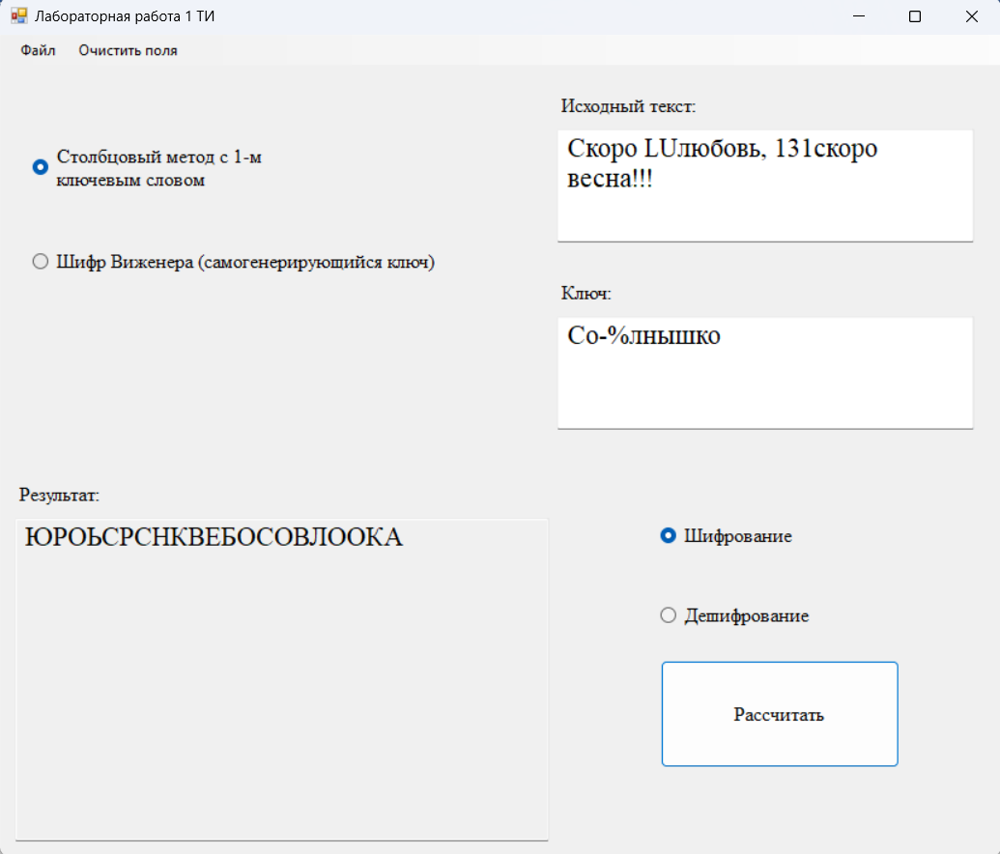 Лабораторная работа 1 ТИ
Файл Очистить поля
Столбцовый метод с 1-м
ключевым словом
Шифр Виженера (самогенерирующийся ключ)
Исходный текст:
Скоро LUлюбовь, 131скоро
весна!!!
Ключ:
Со-%лнышко
Результат:
ЮРОЬСРСНКВЕБОСОВЛООКА
Шифрование
Дешифрование
Рассчитать